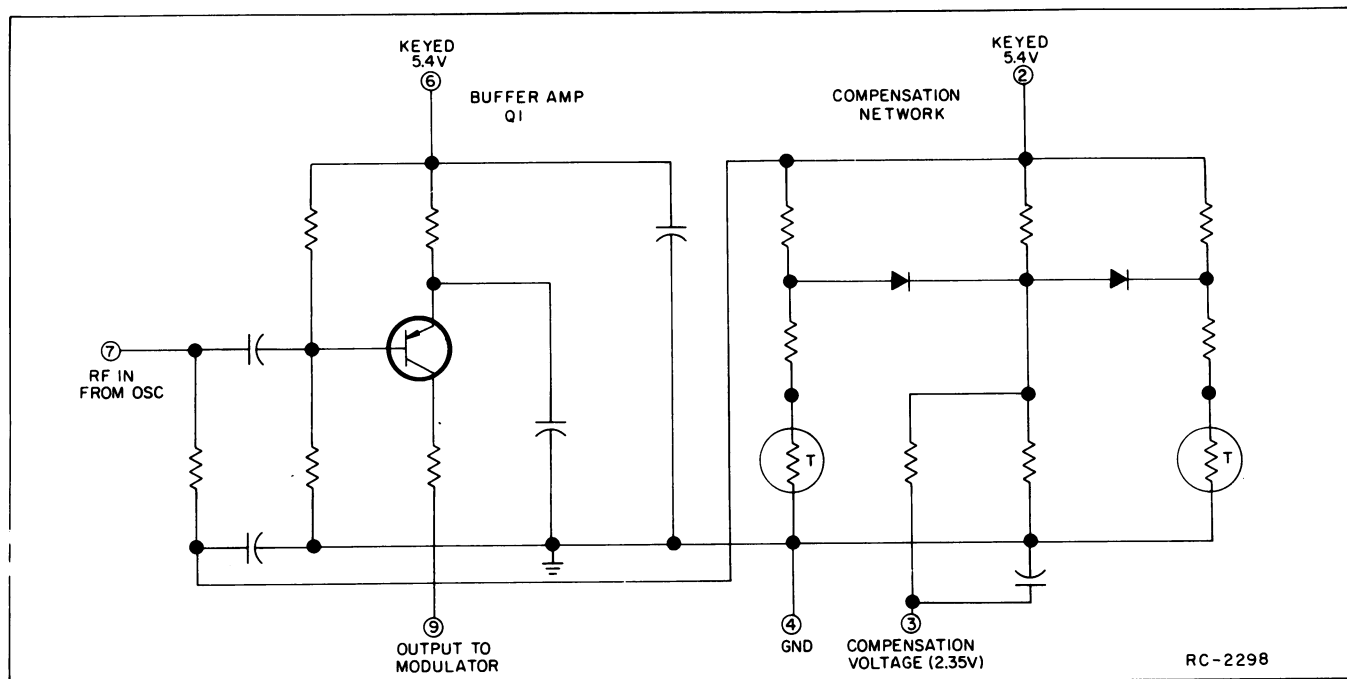 KEYED
5.4V
⑥
BUFFER AMP
Q1
KEYED
5.4V
②
COMPENSATION
NETWORK
⑦
RF IN
FROM OSC
T
T
⑨
OUTPUT TO
MODULATOR
④
GND
③
COMPENSATION
VOLTAGE (2.35V)
RC-2298